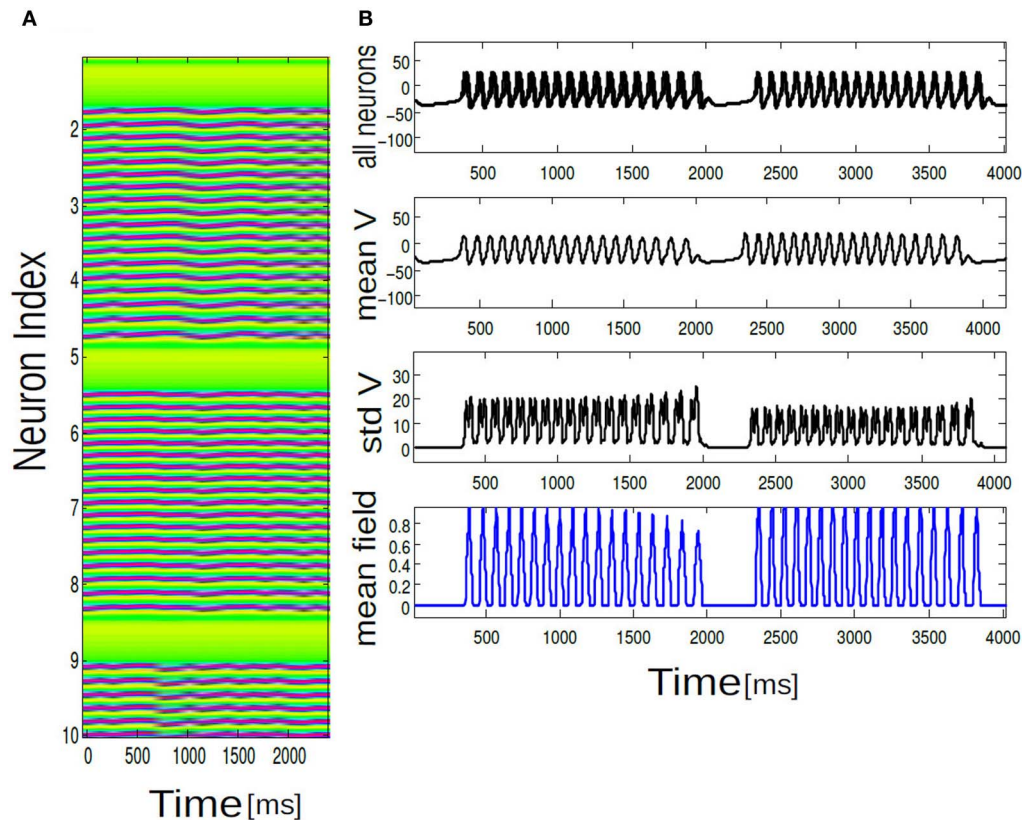 A
Neuron Index
2
3
4
5
6
7
8
9
10
0 500 1000 1500 2000
Time [ms]
B
all neurons
50
0
−50
−100
500 1000 1500 2000 2500 3000 3500 4000
mean V
50
0
−50
−100
500 1000 1500 2000 2500 3000 3500 4000
std V
30
20
10
0
500 1000 1500 2000 2500 3000 3500 4000
mean field
0.8
0.6
0.4
0.2
0
500 1000 1500 2000 2500 3000 3500 4000
Time [ms]